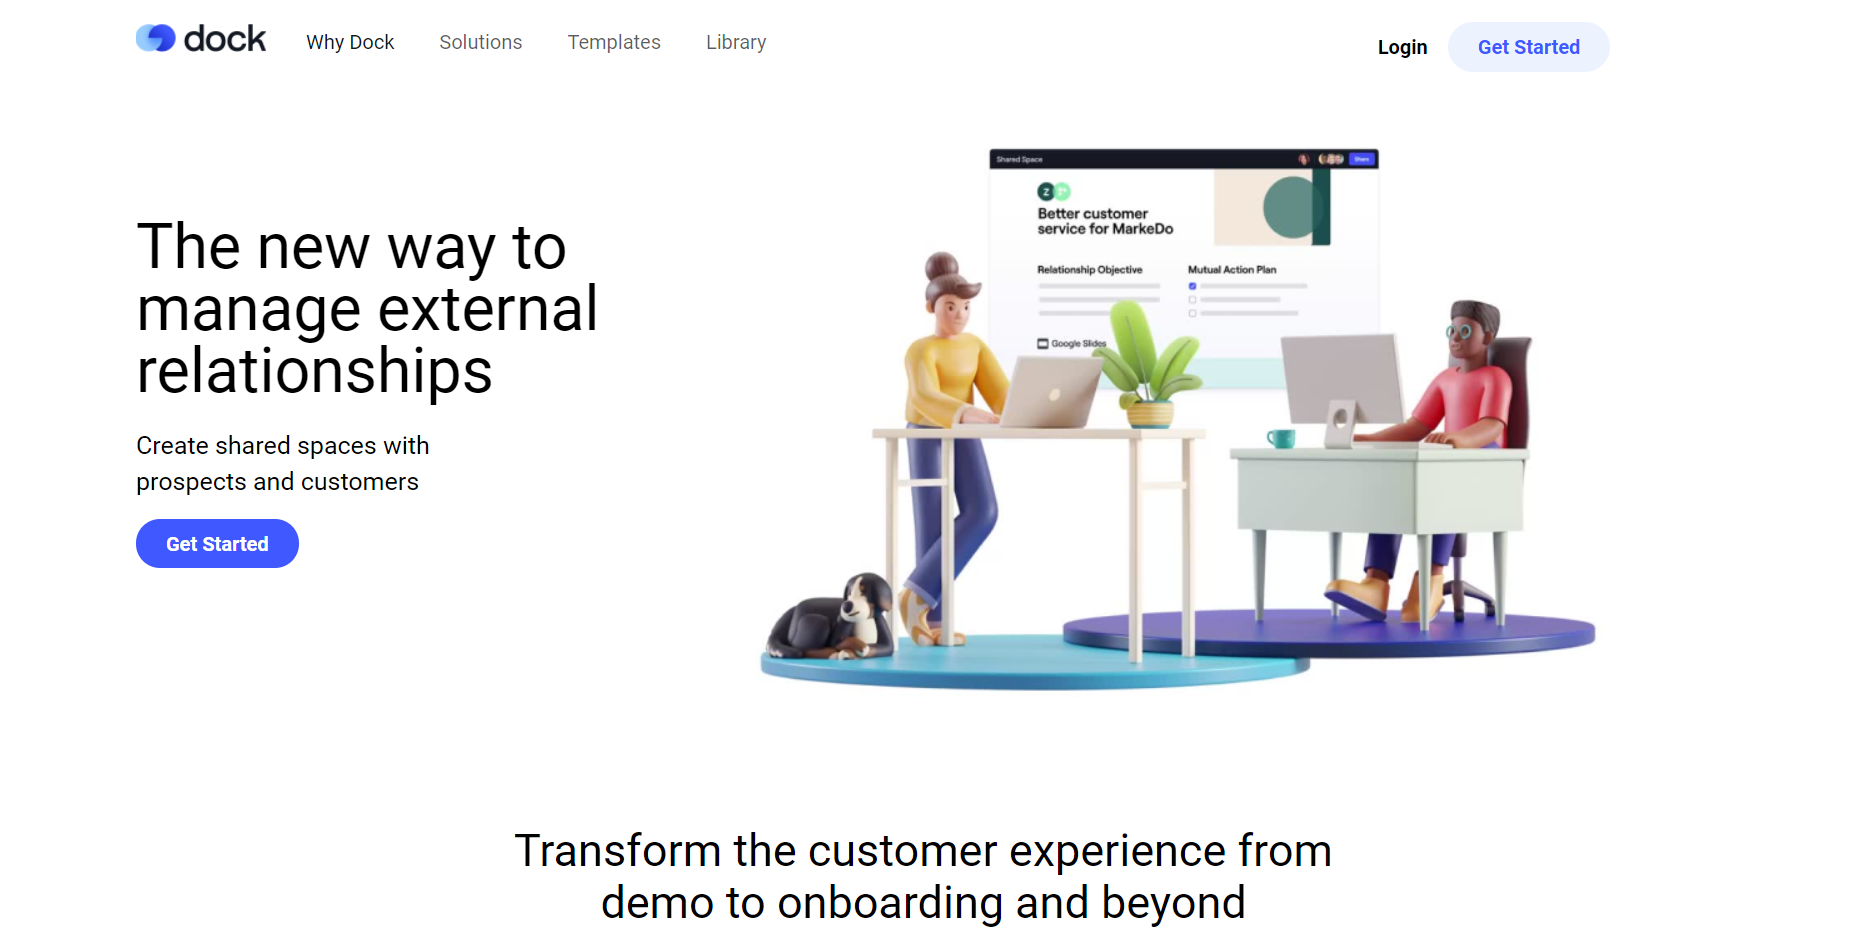 dock
Why Dock
Solutions
Templates
Library
Login
Get Started
The new way to
manage external
relationships
Create shared spaces with
prospects and customers
Get Started
Shared Space
Share
Z
Better customer
service for MarkeDo
Relationship Objective
Mutual Action Plan
Google Slides
Transform the customer experience from
demo to onboarding and beyond